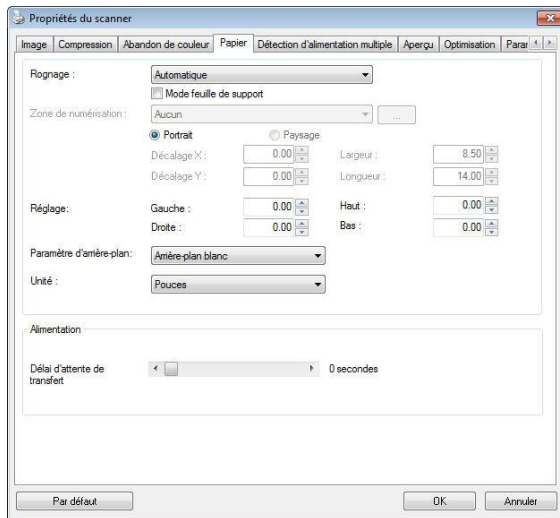 Propriétés du scanner
Image Compression Abandon de couleur Papier Détection d'alimentation multiple Aperçu Optimisation Parar
Rognage : Automatique
Mode feuille de support
Zone de numérisation : Aucun ...
Portrait Paysage
Décalage X : 0.00 Largeur : 8.50
Décalage Y : 0.00 Longueur : 14.00
Réglage: Gauche : 0.00 Haut : 0.00
Droite : 0.00 Bas : 0.00
Paramètre d'arrière-plan: Arrière-plan blanc
Unité : Pouces
Alimentation
Délai d'attente de transfert 0 secondes
Par défaut OK Annuler